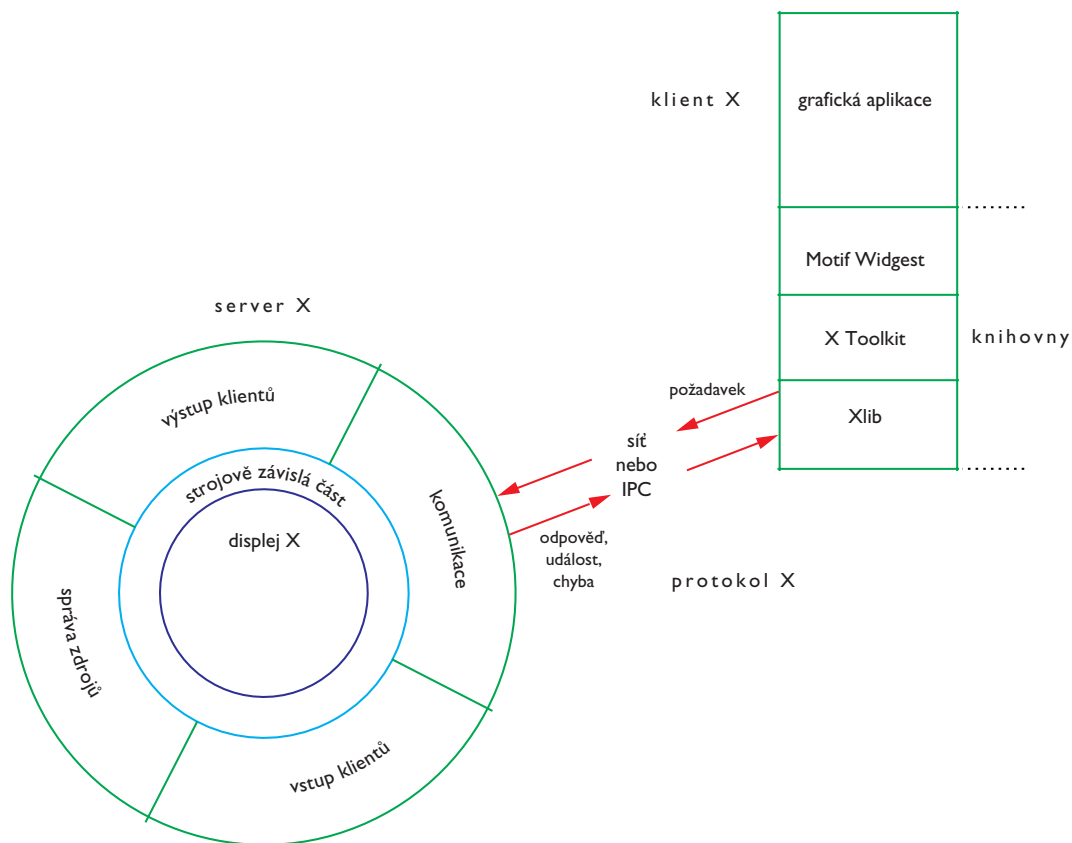 klient X
grafická aplikace
Motif Widgest
server X
X Toolkit
knihovny
výstup klientů
požadavek
Xlib
síť
nebo
IPC
strojově závislá část
komunikace
displej X
odpověď,
událost,
chyba
protokol X
správa zdrojů
vstup klientů